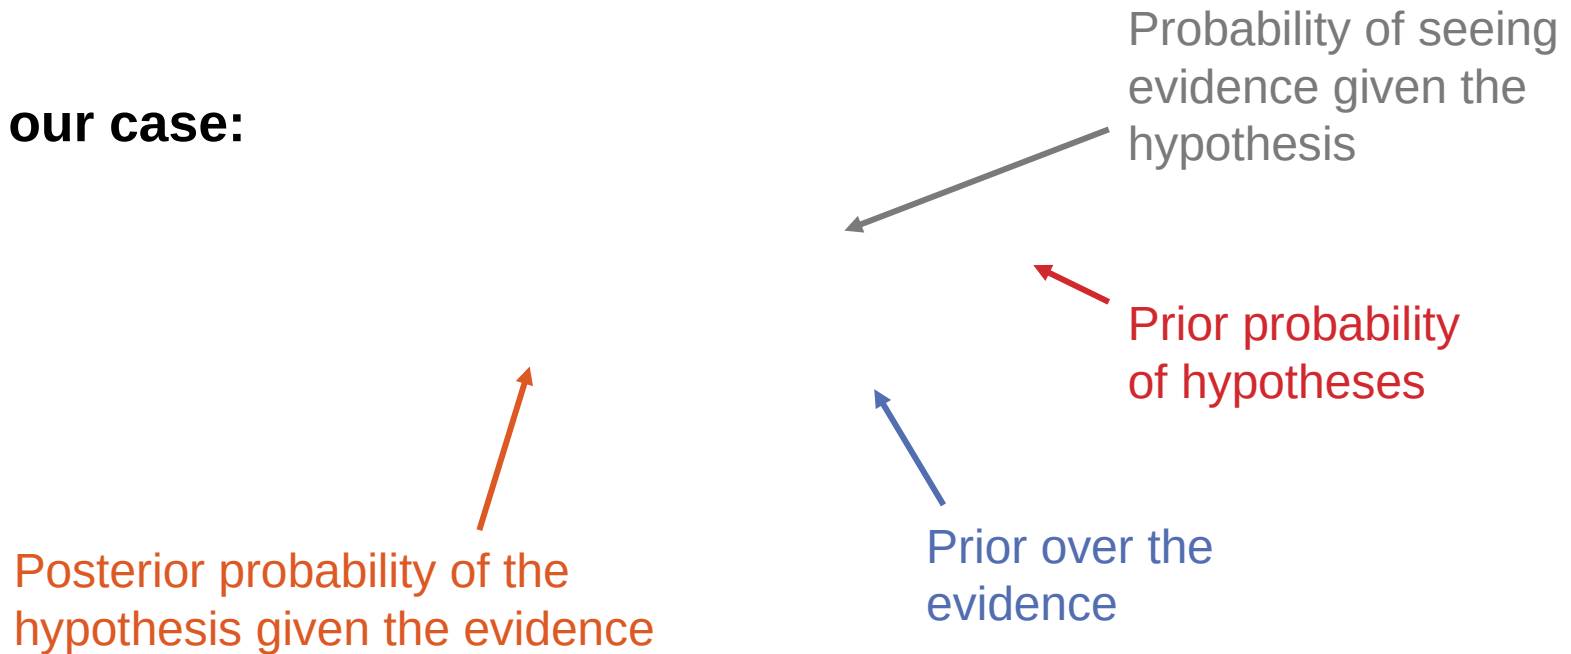 Probability of seeing
evidence given the
hypothesis
our case:
Prior probability
of hypotheses
Prior over the
evidence
Posterior probability of the
hypothesis given the evidence